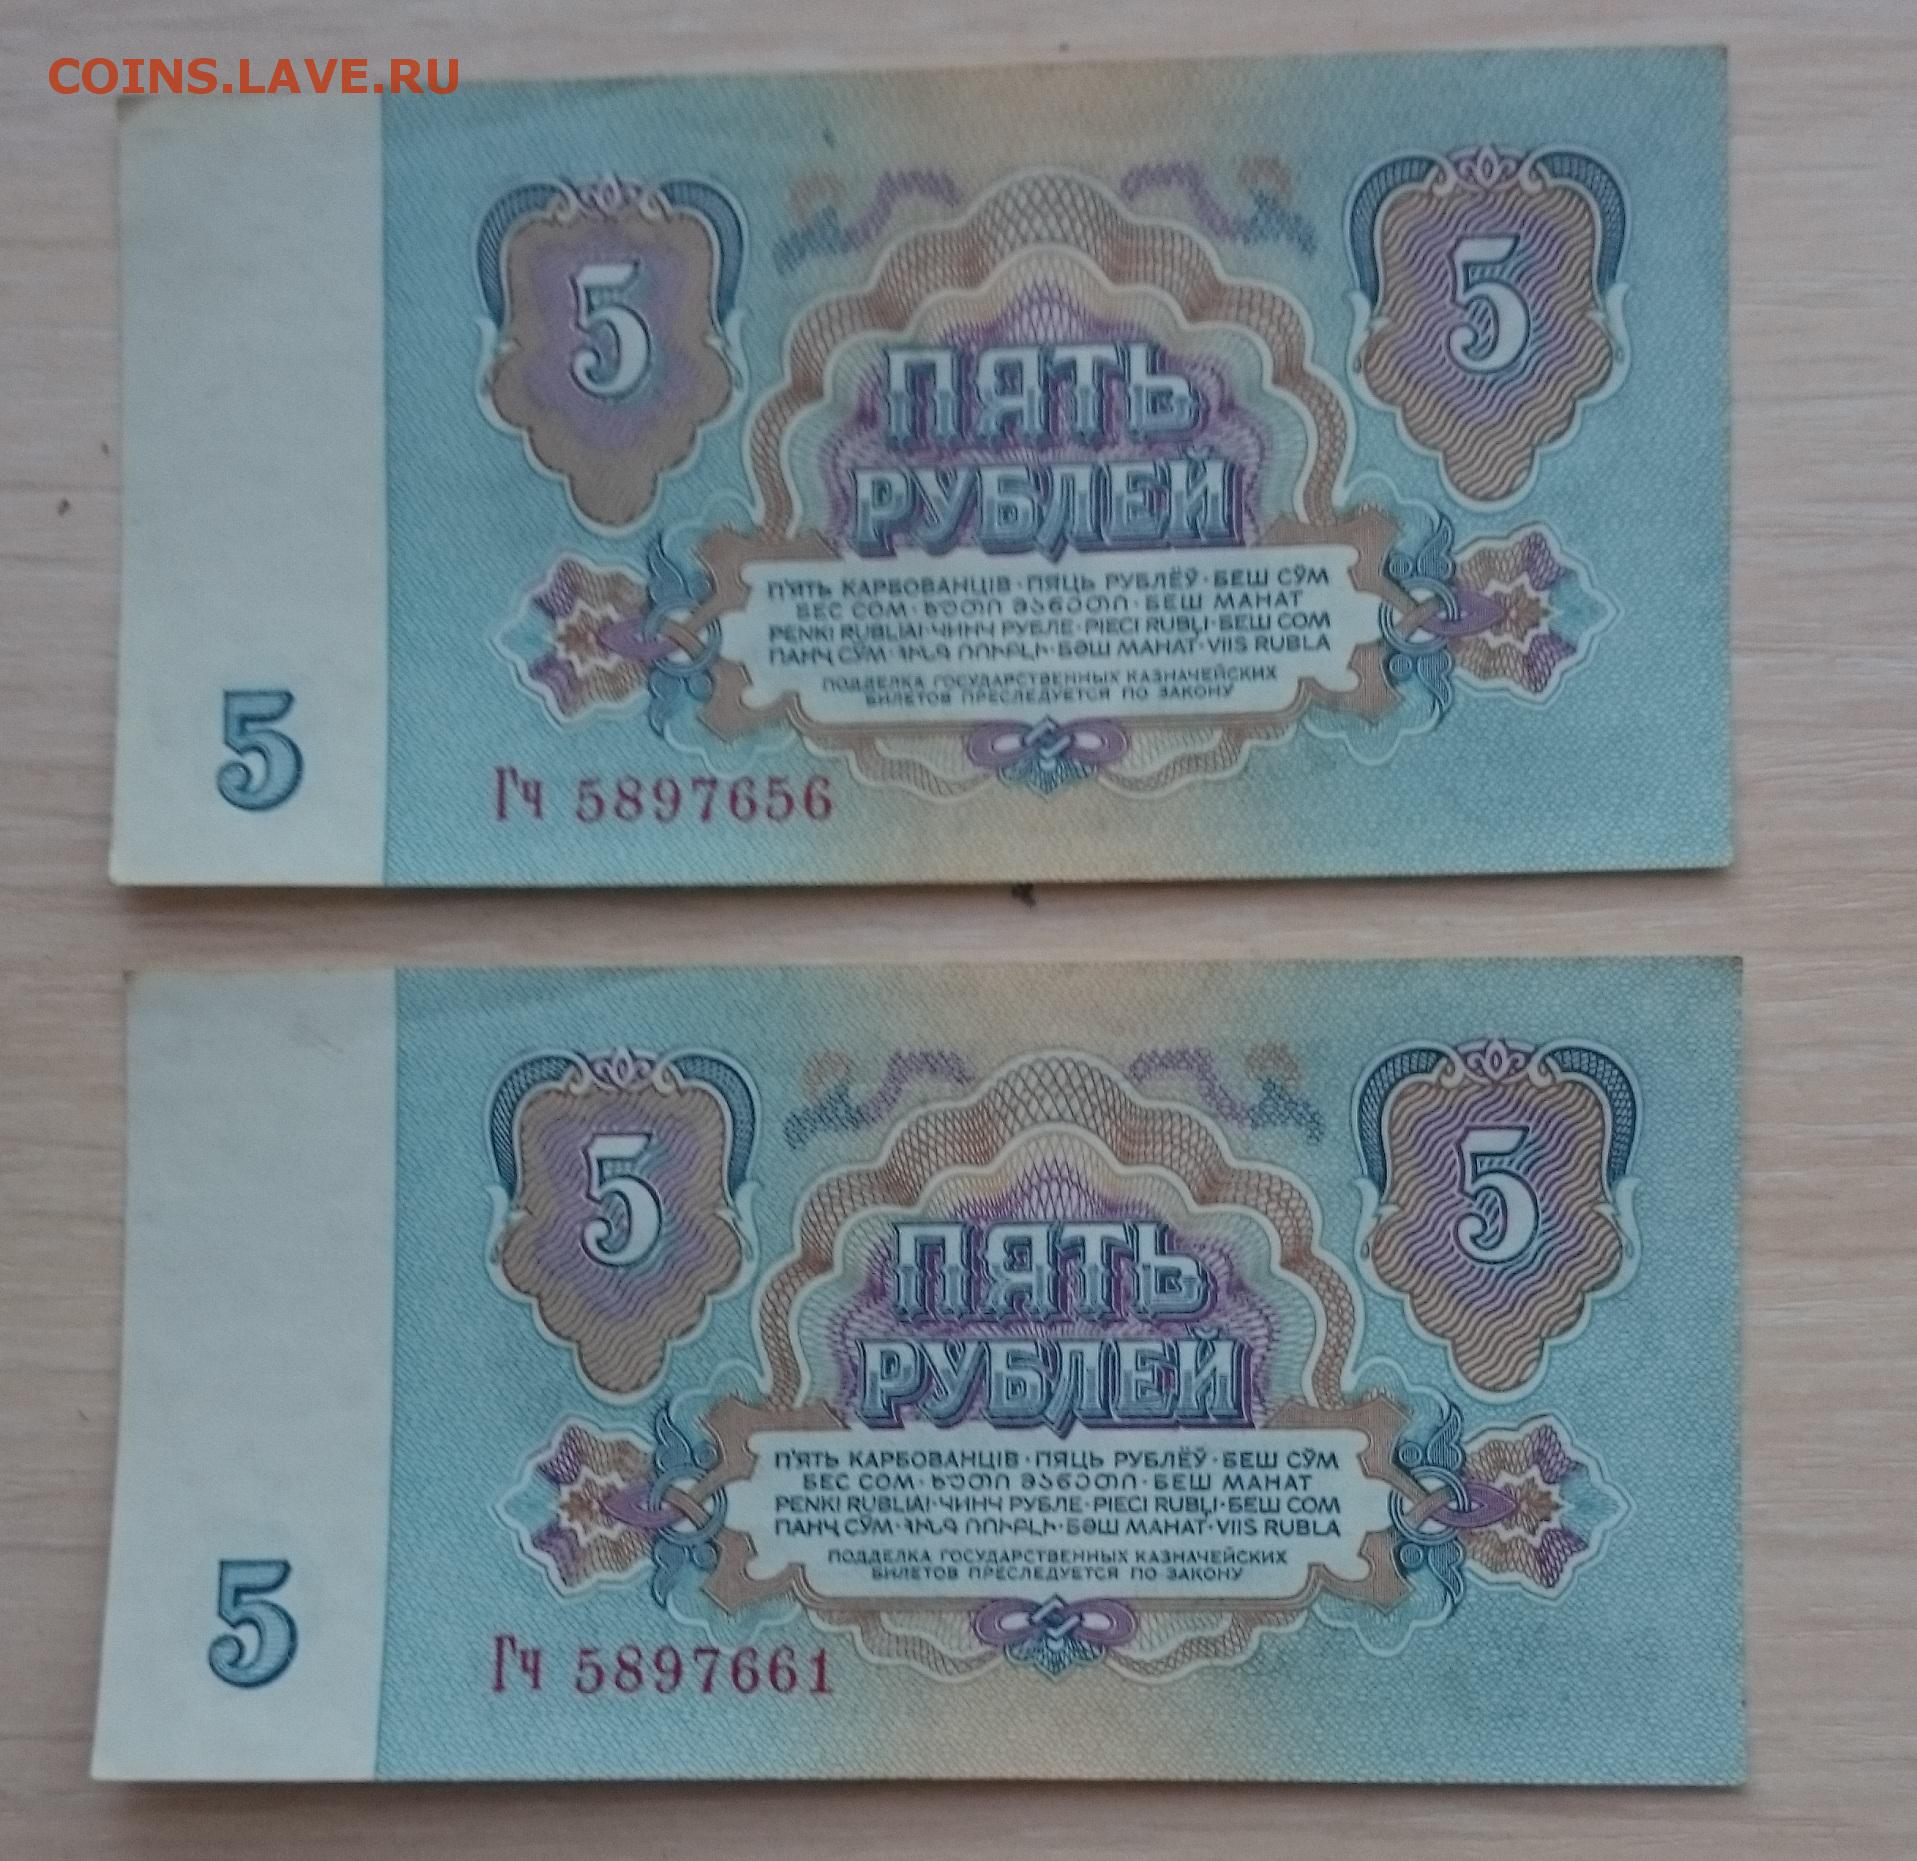 COINS.LAVE.RU
5 5
ПЯТЬ
РУБЛЕЙ
П'ЯТЬ КАРБОВАНЦІВ · ПЯЦЬ РУБЛЁЎ · БЕШ СЎМ
БЕС СОМ · ხუთი მანეთი · БЕШ МАНАТ
PENKI RUBLIAI · ЧИНЧ РУБЛЕ · PIECI RUBĻI · БЕШ СОМ
ПАНҶ СЎМ · ՀԻՆԳ ՌՈՒԲԼԻ · БӘШ МАНАТ · VIIS RUBLA
ПОДДЕЛКА ГОСУДАРСТВЕННЫХ КАЗНАЧЕЙСКИХ
БИЛЕТОВ ПРЕСЛЕДУЕТСЯ ПО ЗАКОНУ
5
Гч 5897656
5 5
ПЯТЬ
РУБЛЕЙ
П'ЯТЬ КАРБОВАНЦІВ · ПЯЦЬ РУБЛЁЎ · БЕШ СЎМ
БЕС СОМ · ხუთი მანეთი · БЕШ МАНАТ
PENKI RUBLIAI · ЧИНЧ РУБЛЕ · PIECI RUBĻI · БЕШ СОМ
ПАНҶ СЎМ · ՀԻՆԳ ՌՈՒԲԼԻ · БӘШ МАНАТ · VIIS RUBLA
ПОДДЕЛКА ГОСУДАРСТВЕННЫХ КАЗНАЧЕЙСКИХ
БИЛЕТОВ ПРЕСЛЕДУЕТСЯ ПО ЗАКОНУ
5
Гч 5897661